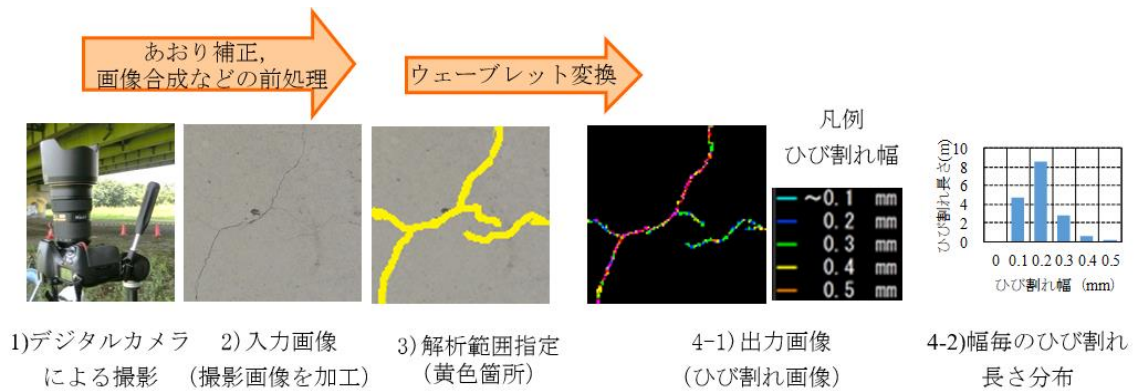 あおり補正,
画像合成などの前処理
ウェーブレット変換
凡例
ひび割れ幅
～0.1 mm
0.2 mm
0.3 mm
0.4 mm
0.5 mm
ひび割れ長さ(m)
10
8
6
4
2
0
0 0.1 0.2 0.3 0.4 0.5
ひび割れ幅 (mm)
1)デジタルカメラ
による撮影
2)入力画像
(撮影画像を加工)
3)解析範囲指定
(黄色箇所)
4-1)出力画像
(ひび割れ画像)
4-2)幅毎のひび割れ
長さ分布